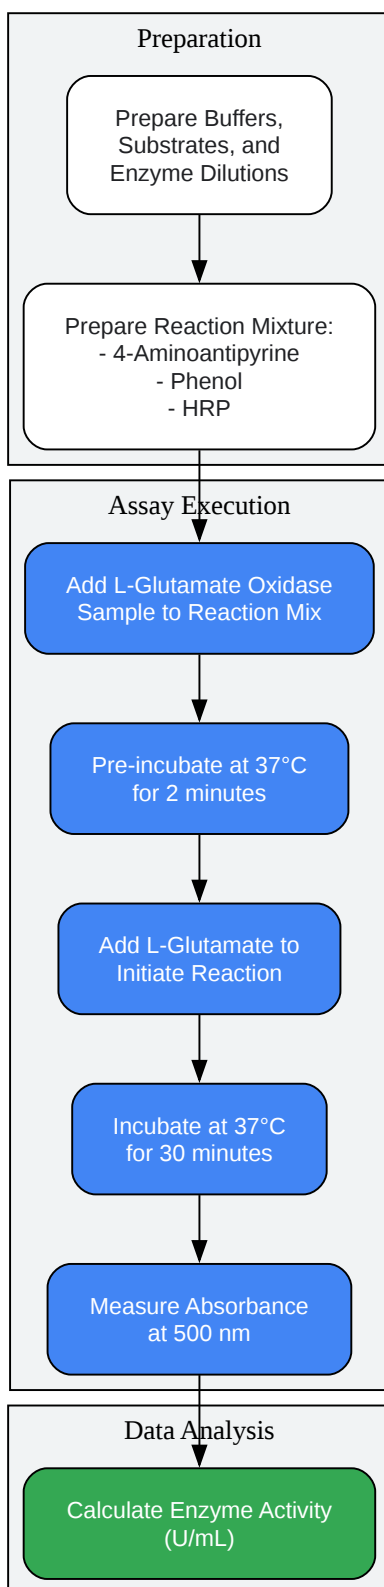 Preparation
Prepare Buffers,
Substrates, and
Enzyme Dilutions
Prepare Reaction Mixture:
- 4-Aminoantipyrine
- Phenol
- HRP
Assay Execution
Add L-Glutamate Oxidase
Sample to Reaction Mix
Pre-incubate at 37°C
for 2 minutes
Add L-Glutamate to
Initiate Reaction
Incubate at 37°C
for 30 minutes
Measure Absorbance
at 500 nm
Data Analysis
Calculate Enzyme Activity
(U/mL)